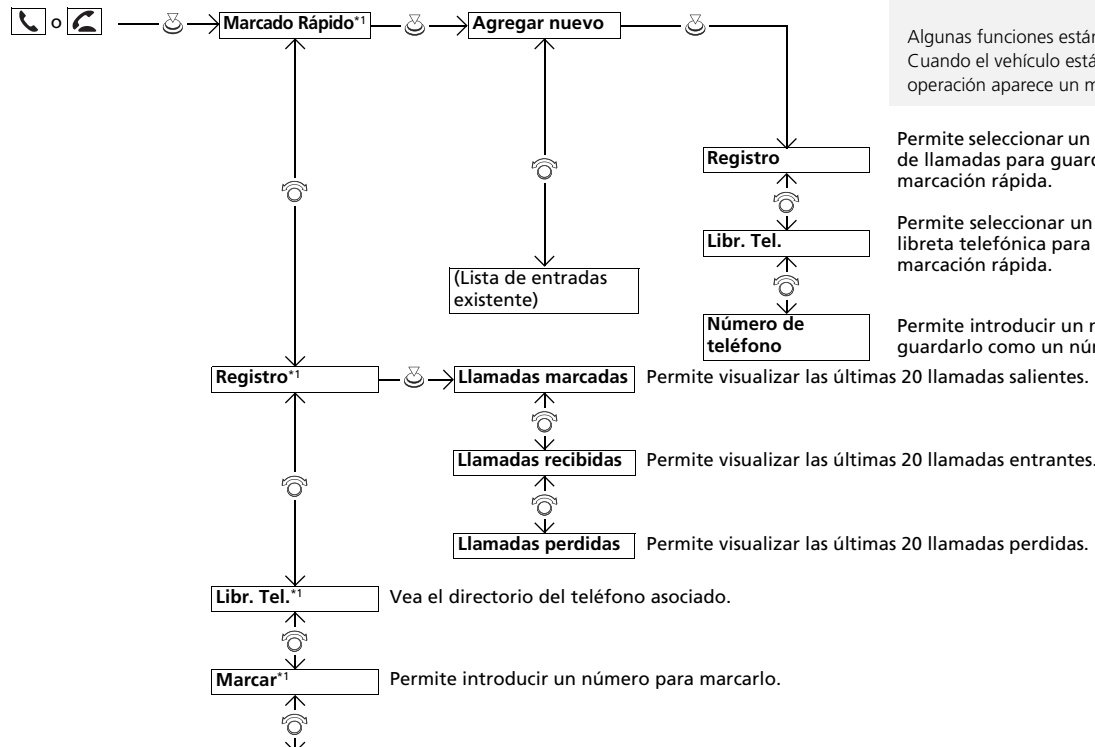 o
Marcado Rápido*1
Agregar nuevo
Algunas funciones están
Cuando el vehículo está
operación aparece un
Registro
Permite seleccionar un
de llamadas para
marcación rápida.
Libr. Tel.
Permite seleccionar un
libreta telefónica para
marcación rápida.
(Lista de entradas
existente)
Número de
teléfono
Permite introducir un
guardarlo como un
Registro*1
Llamadas marcadas
Permite visualizar las últimas 20 llamadas salientes.
Llamadas recibidas
Permite visualizar las últimas 20 llamadas entrantes.
Llamadas perdidas
Permite visualizar las últimas 20 llamadas perdidas.
Libr. Tel.*1
Vea el directorio del teléfono asociado.
Marcar*1
Permite introducir un número para marcarlo.